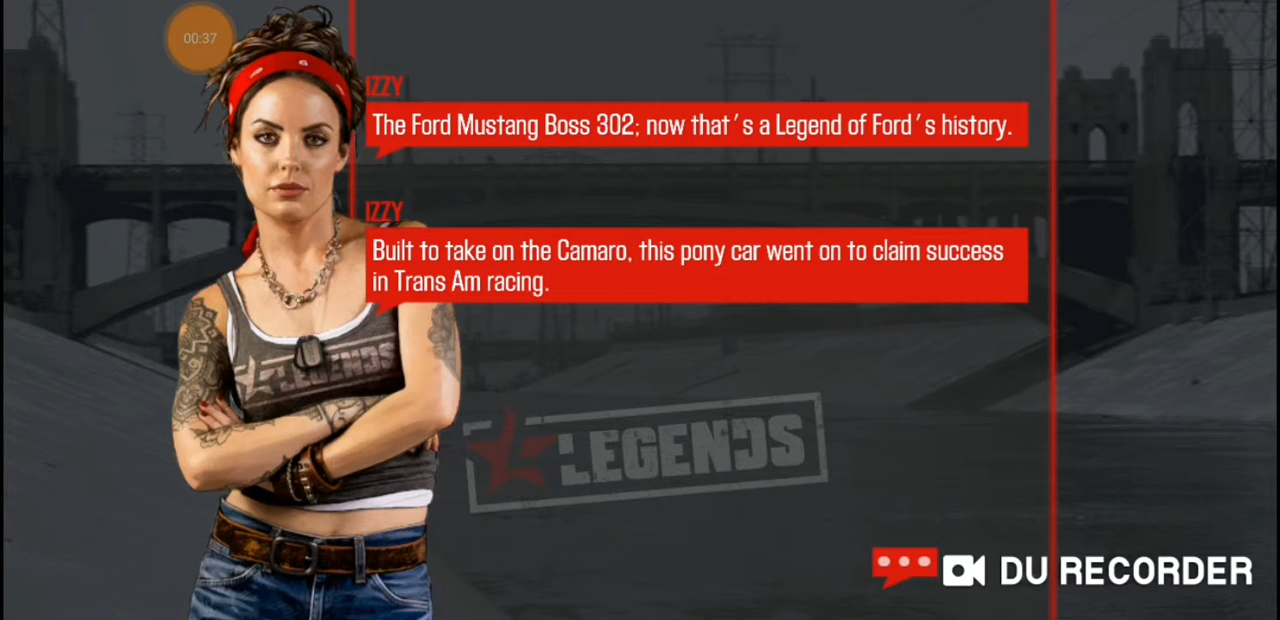 00:37
IZZY
The Ford Mustang Boss 302; now that's a Legend of Ford's history.
IZZY
Built to take on the Camaro, this pony car went on to claim success
in Trans Am racing.
LEGENDS
LEGENDS
DU RECORDER